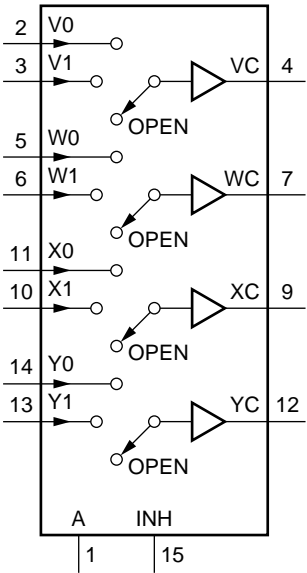 2 V0
3 V1 VC 4
OPEN
5 W0
6 W1 WC 7
OPEN
11 X0
10 X1 XC 9
OPEN
14 Y0
13 Y1 YC 12
OPEN
A INH
1 15